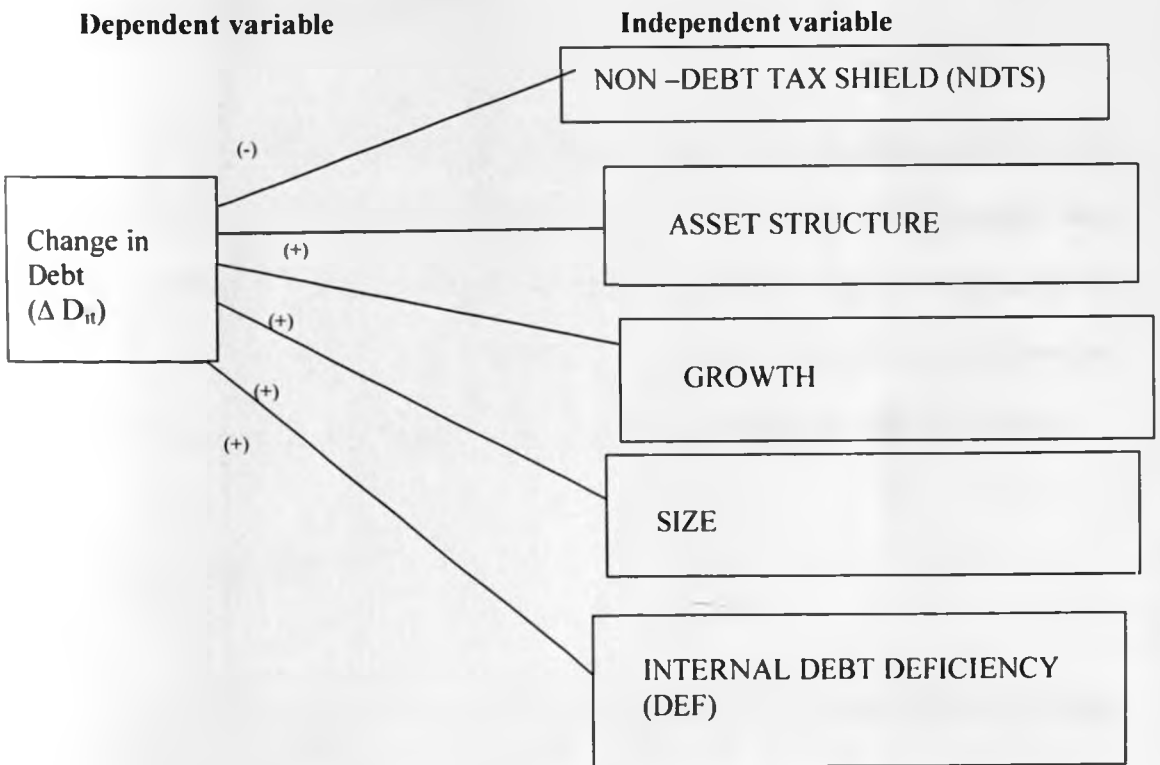 Dependent variable
Independent variable
NON –DEBT TAX SHIELD (NDTS)
(-)
Change in
Debt
(Δ Dıt)
ASSET STRUCTURE
(+)
(+)
GROWTH
(+)
(+)
SIZE
INTERNAL DEBT DEFICIENCY
(DEF)